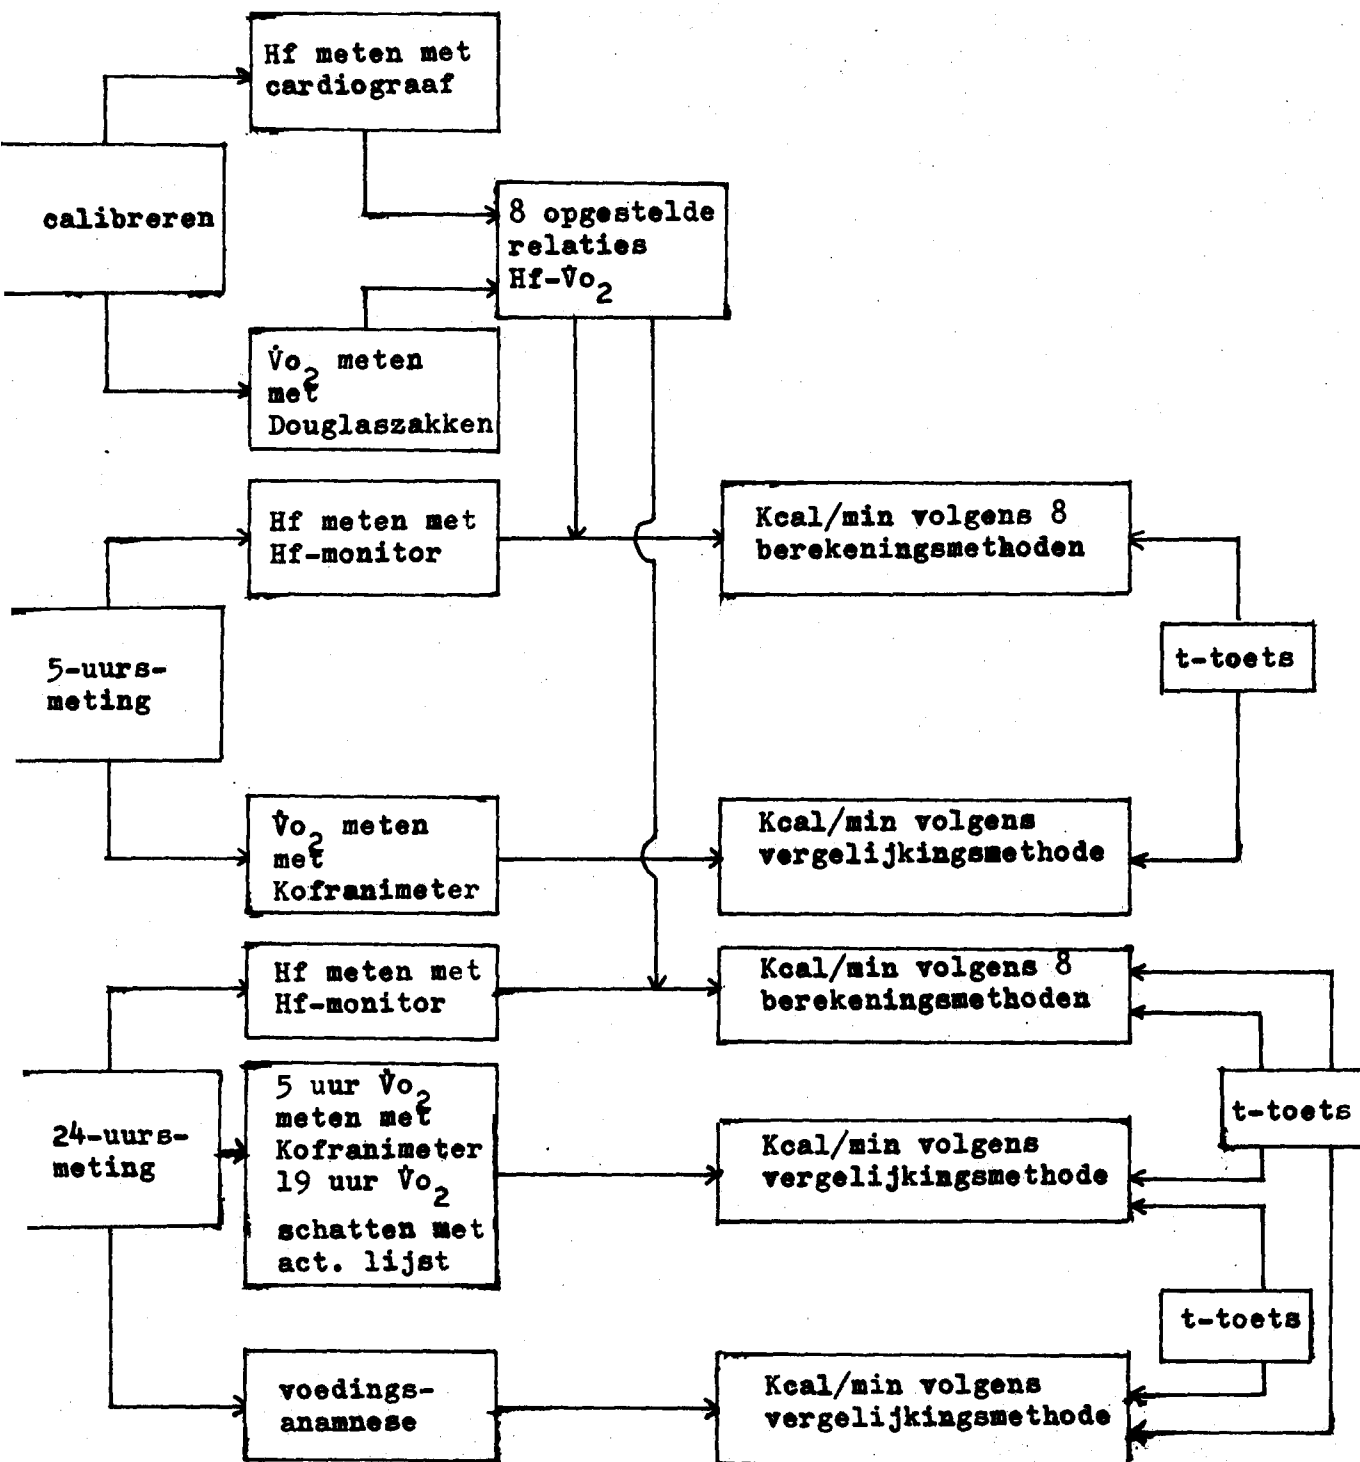 Hf meten met
cardiograaf
calibreren
8 opgestelde
relaties
Hf-V̇o₂
V̇o₂ meten
met
Douglaszakken
Hf meten met
Hf-monitor
Kcal/min volgens 8
berekeningsmethoden
5-uurs-
meting
t-toets
V̇o₂ meten
met
Kofranimeter
Kcal/min volgens
vergelijkingsmethode
Hf meten met
Hf-monitor
Kcal/min volgens 8
berekeningsmethoden
24-uurs-
meting
5 uur V̇o₂
meten met
Kofranimeter
19 uur V̇o₂
schatten met
act. lijst
Kcal/min volgens
vergelijkingsmethode
t-toets
t-toets
voedings-
anamnese
Kcal/min volgens
vergelijkingsmethode